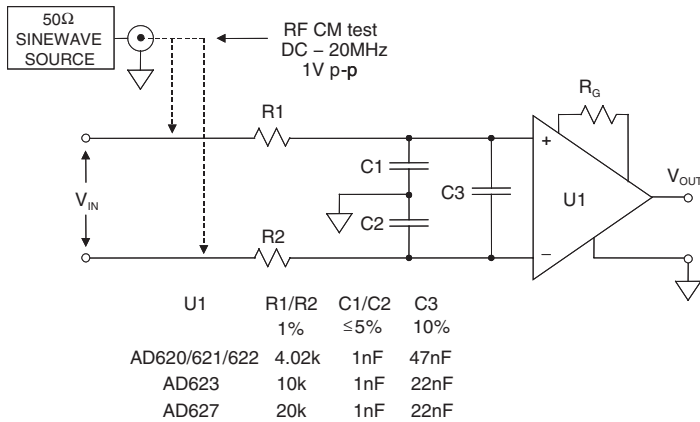 50Ω
SINEWAVE
SOURCE
RF CM test
DC – 20MHz
1V p-p
R1
R_G
+
C1
V_IN
C3
U1
V_OUT
C2
R2
–
U1 R1/R2 C1/C2 C3
1% ≤5% 10%
AD620/621/622 4.02k 1nF 47nF
AD623 10k 1nF 22nF
AD627 20k 1nF 22nF